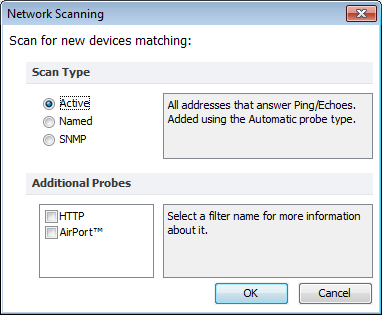 Network Scanning
Scan for new devices matching:
Scan Type
Active
Named
SNMP
All addresses that answer Ping/Echoes.
Added using the Automatic probe type.
Additional Probes
HTTP
AirPort™
Select a filter name for more information
about it.
OK
Cancel